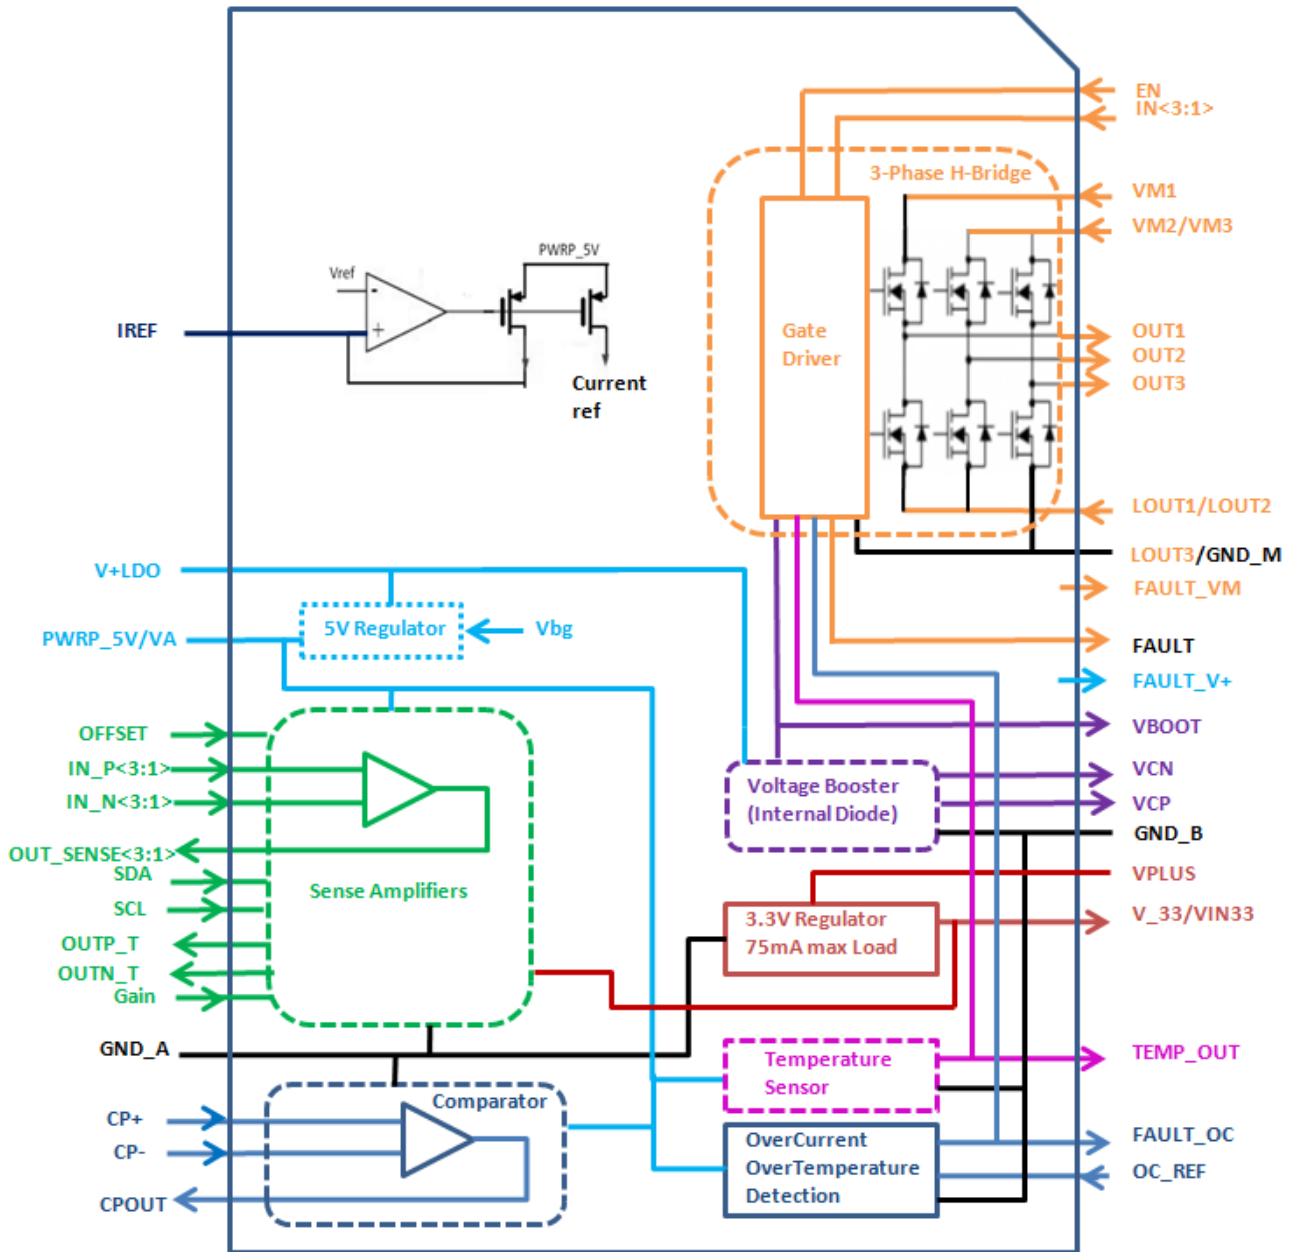 EN
IN<3:1>
3-Phase H-Bridge
VM1
VM2/VM3
PWRP_5V
Vref
-
+
IREF
Gate
Driver
OUT1
OUT2
OUT3
Current
ref
LOUT1/LOUT2
LOUT3/GND_M
V+LDO
FAULT_VM
5V Regulator
Vbg
PWRP_5V/VA
FAULT
FAULT_V+
OFFSET
VBOOT
IN_P<3:1>
IN_N<3:1>
Voltage Booster
(Internal Diode)
VCN
VCP
GND_B
OUT_SENSE<3:1>
SDA
SCL
Sense Amplifiers
VPLUS
3.3V Regulator
75mA max Load
V_33/VIN33
OUTP_T
OUTN_T
Gain
GND_A
Temperature
Sensor
TEMP_OUT
Comparator
CP+
CP-
CPOUT
OverCurrent
OverTemperature
Detection
FAULT_OC
OC_REF